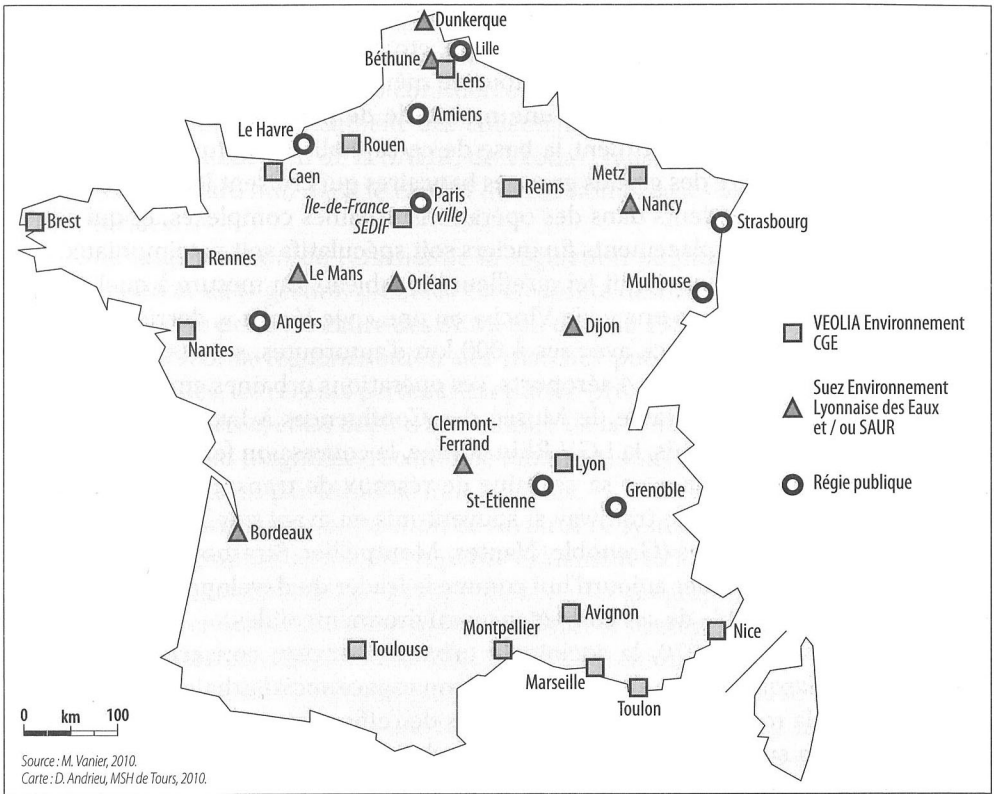 Dunkerque
Lille
Béthune
Lens
Amiens
Le Havre
Rouen
Caen
Metz
Reims
Nancy
Île-de-France
SEDIF
Paris
(ville)
Strasbourg
Brest
Rennes
Le Mans
Orléans
Mulhouse
Angers
Dijon
Nantes
VEOLIA Environnement
CGE
Suez Environnement
Lyonnaise des Eaux
et / ou SAUR
Régie publique
Clermont-
Ferrand
Lyon
St-Étienne
Grenoble
Bordeaux
Avignon
Montpellier
Nice
Toulouse
Marseille
Toulon
0 km 100
Source : M. Vanier, 2010.
Carte : D. Andrieu, MSH de Tours, 2010.